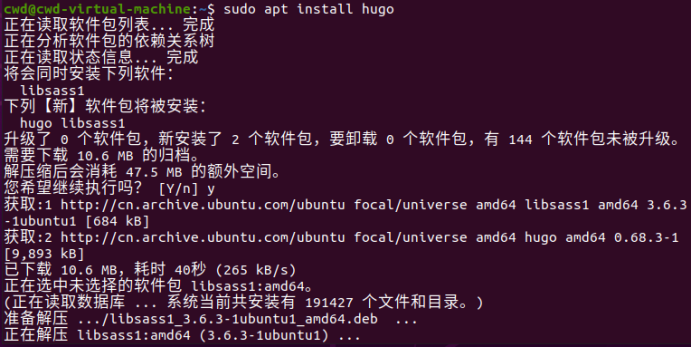 cwd@cwd-virtual-machine:~$ sudo apt install hugo
正在读取软件包列表... 完成
正在分析软件包的依赖关系树
正在读取状态信息... 完成
将会同时安装下列软件：
  libsass1
下列【新】软件包将被安装：
  hugo libsass1
升级了 0 个软件包，新安装了 2 个软件包，要卸载 0 个软件包，有 144 个软件包未被升级。
需要下载 10.6 MB 的归档。
解压缩后会消耗 47.5 MB 的额外空间。
您希望继续执行吗？ [Y/n] y
获取:1 http://cn.archive.ubuntu.com/ubuntu focal/universe amd64 libsass1 amd64 3.6.3
-1ubuntu1 [684 kB]
获取:2 http://cn.archive.ubuntu.com/ubuntu focal/universe amd64 hugo amd64 0.68.3-1
[9,893 kB]
已下载 10.6 MB，耗时 40秒 (265 kB/s)
正在选中未选择的软件包 libsass1:amd64。
(正在读取数据库 ... 系统当前共安装有 191427 个文件和目录。)
准备解压 .../libsass1_3.6.3-1ubuntu1_amd64.deb  ...
正在解压 libsass1:amd64 (3.6.3-1ubuntu1) ...